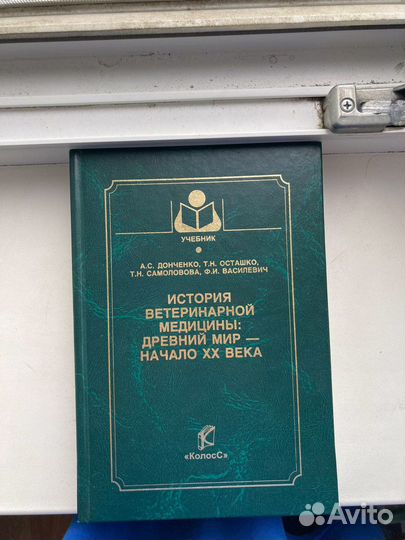 УЧЕБНИК
А.С. ДОНЧЕНКО, Т.Н. ОСТАШКО,
Т.Н. САМОЛОВОВА, Ф.И. ВАСИЛЕВИЧ
ИСТОРИЯ
ВЕТЕРИНАРНОЙ
МЕДИЦИНЫ:
ДРЕВНИЙ МИР —
НАЧАЛО XX ВЕКА
«КолосС»
Avito